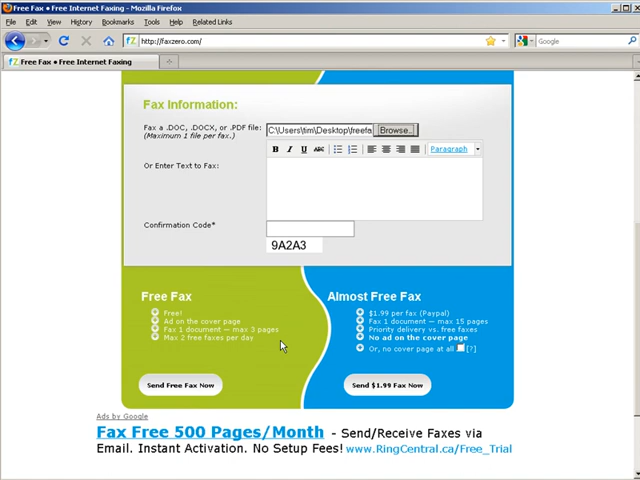 Free Fax • Free Internet Faxing - Mozilla Firefox
File Edit View History Bookmarks Tools Help Related Links
http://faxzero.com/
Google
Free Fax • Free Internet Faxing
Fax Information:
Fax a .DOC, .DOCX, or .PDF file:
(Maximum 1 file per fax.)
C:\Users\tim\Desktop\freefa
Browse...
B I U ABC
Paragraph
Or Enter Text to Fax:
Confirmation Code*
9A2A3
Free Fax
Free!
Ad on the cover page
Fax 1 document — max 3 pages
Max 2 free faxes per day
Send Free Fax Now
Almost Free Fax
$1.99 per fax (Paypal)
Fax 1 document — max 15 pages
Priority delivery vs. free faxes
No ad on the cover page
Or, no cover page at all [?]
Send $1.99 Fax Now
Ads by Google
Fax Free 500 Pages/Month - Send/Receive Faxes via
Email. Instant Activation. No Setup Fees! www.RingCentral.ca/Free_Trial